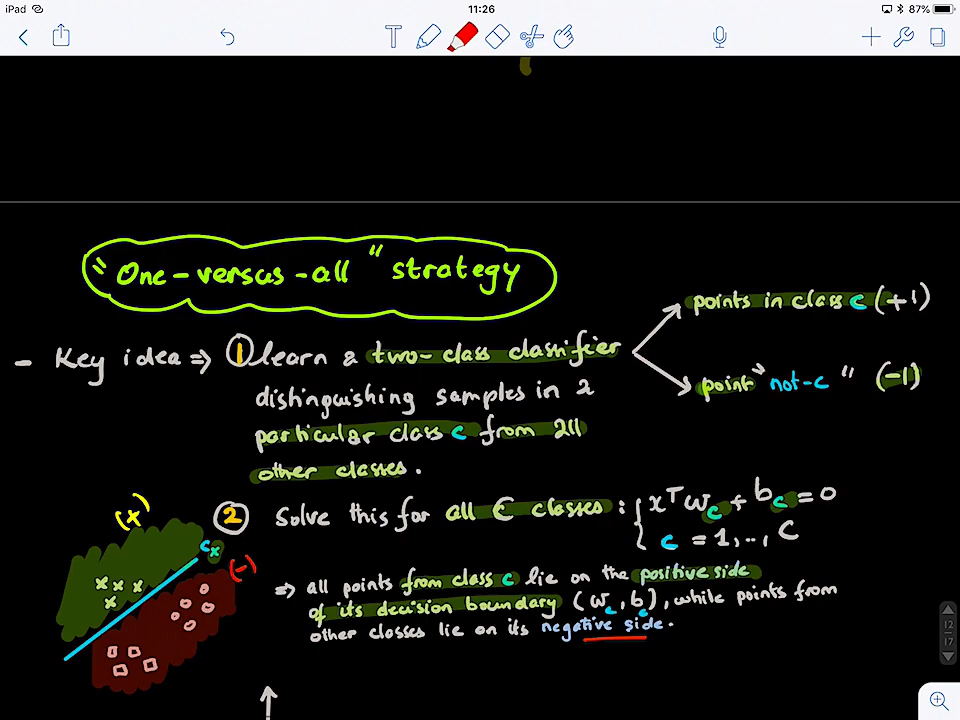 iPad
11:26
87%
"One-versus-all" strategy
- Key idea ⇒ ① learn a two-class classifier
distinguishing samples in a
particular class c from all
other classes.
points in class c (+1)
point "not-c" (-1)
② Solve this for all C classes : { xᵀw_c + b_c = 0
c = 1,.., C
⇒ all points from class c lie on the positive side
of its decision boundary (w_c, b_c), while points from
other classes lie on its negative side.
(+)
c_x
(-)
12
17